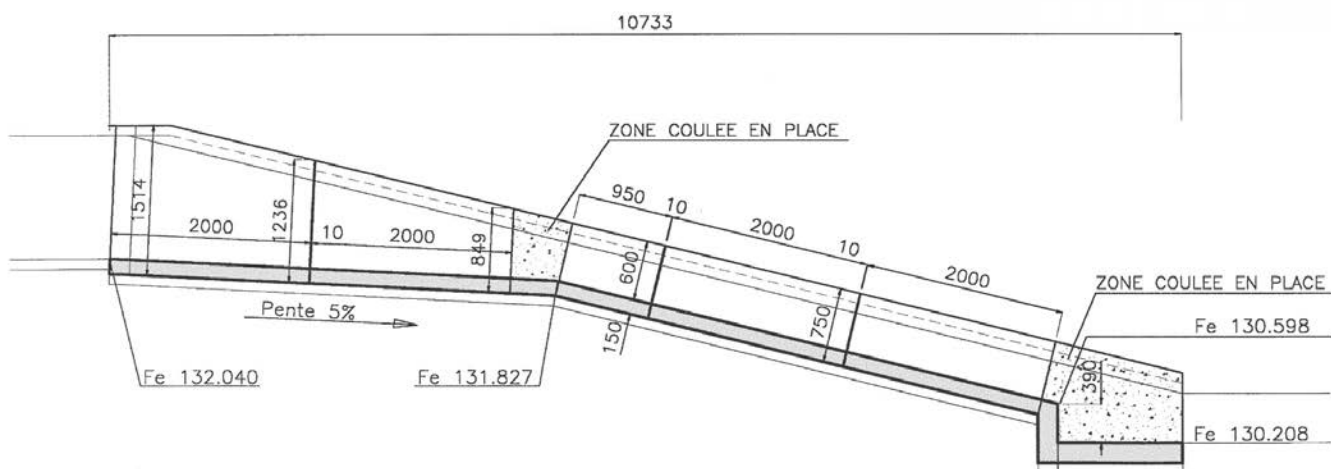 10733
ZONE COULEE EN PLACE
1514
2000
1236
10
2000
849
950
10
2000
10
2000
600
750
150
ZONE COULEE EN PLACE
Fe 130.598
390
Pente 5%
Fe 132.040
Fe 131.827
Fe 130.208